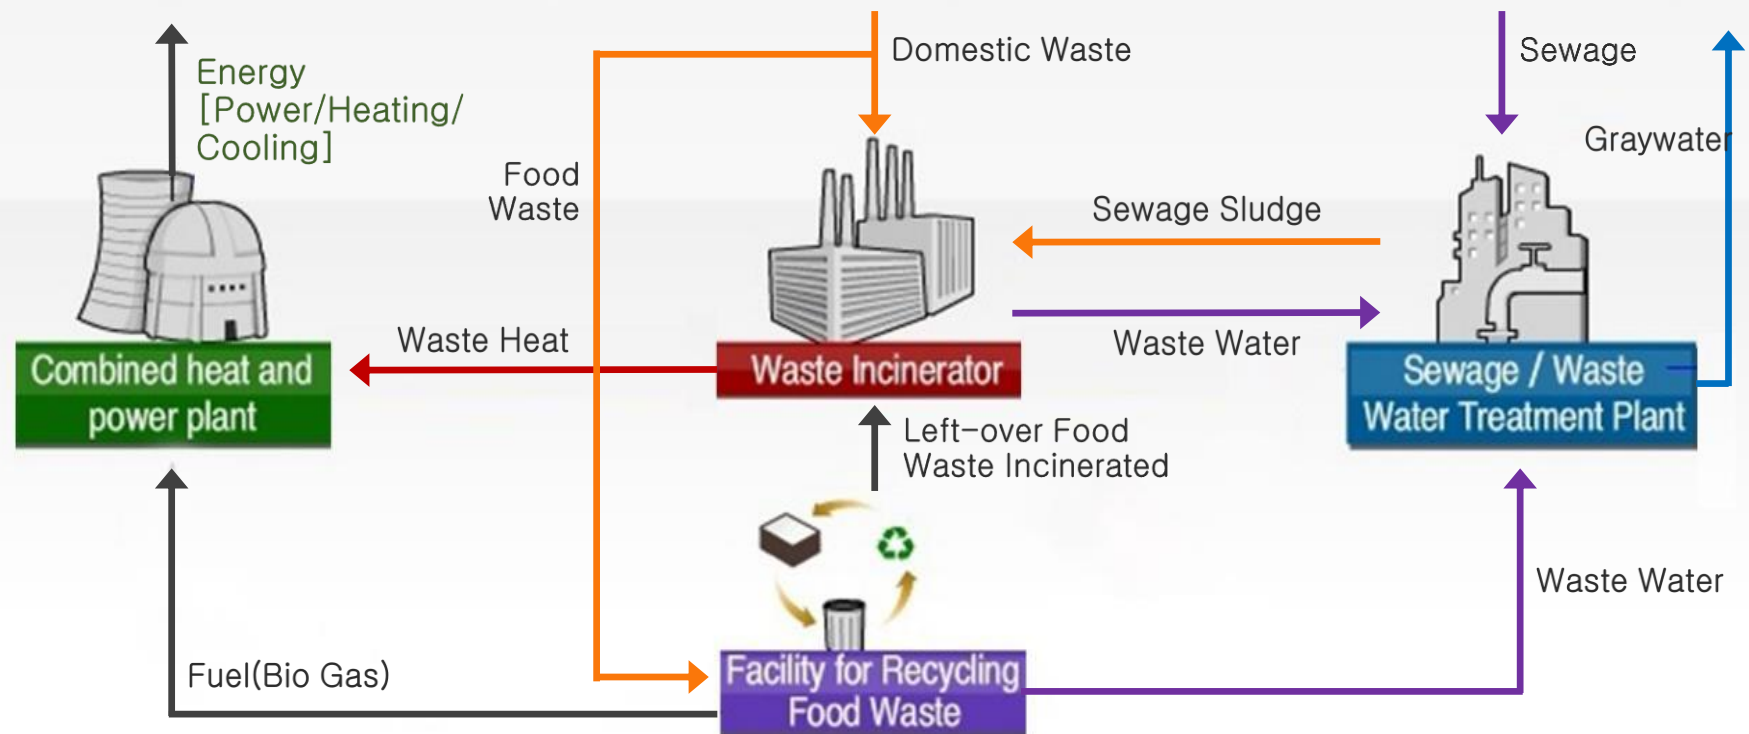 Domestic Waste
Sewage
Energy
[Power/Heating/
Cooling]
Graywater
Food
Waste
Sewage Sludge
Waste Heat
Waste Water
Combined heat and
power plant
Waste Incinerator
Sewage / Waste
Water Treatment Plant
Left-over Food
Waste Incinerated
Waste Water
Fuel(Bio Gas)
Facility for Recycling
Food Waste